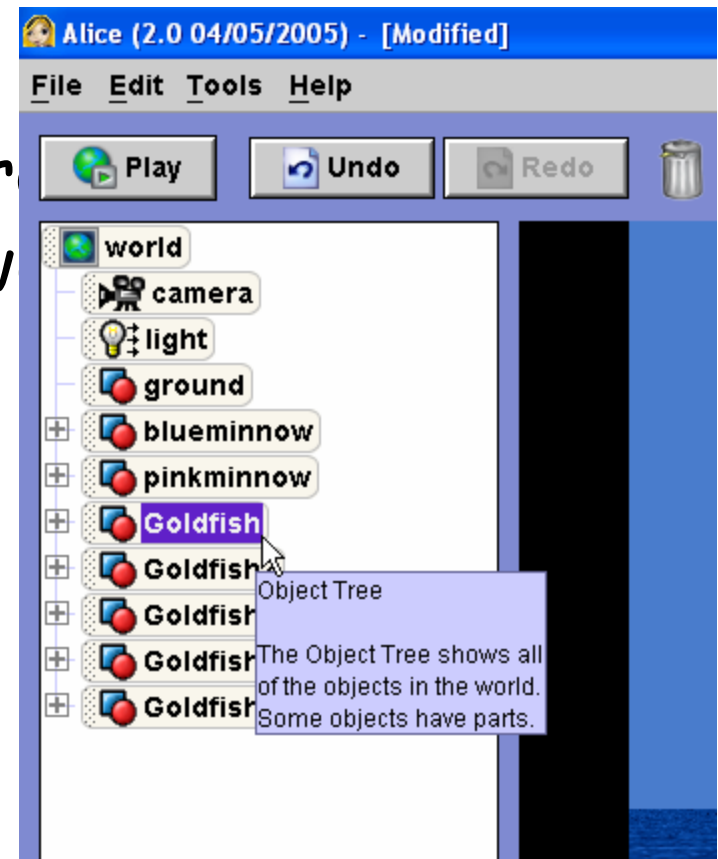 Alice (2.0 04/05/2005) - [Modified]
File Edit Tools Help
Play Undo Redo
world
camera
light
ground
blueminnow
pinkminnow
Goldfish
Goldfish
Goldfish
Goldfish
Goldfish
Object Tree
The Object Tree shows all
of the objects in the world.
Some objects have parts.